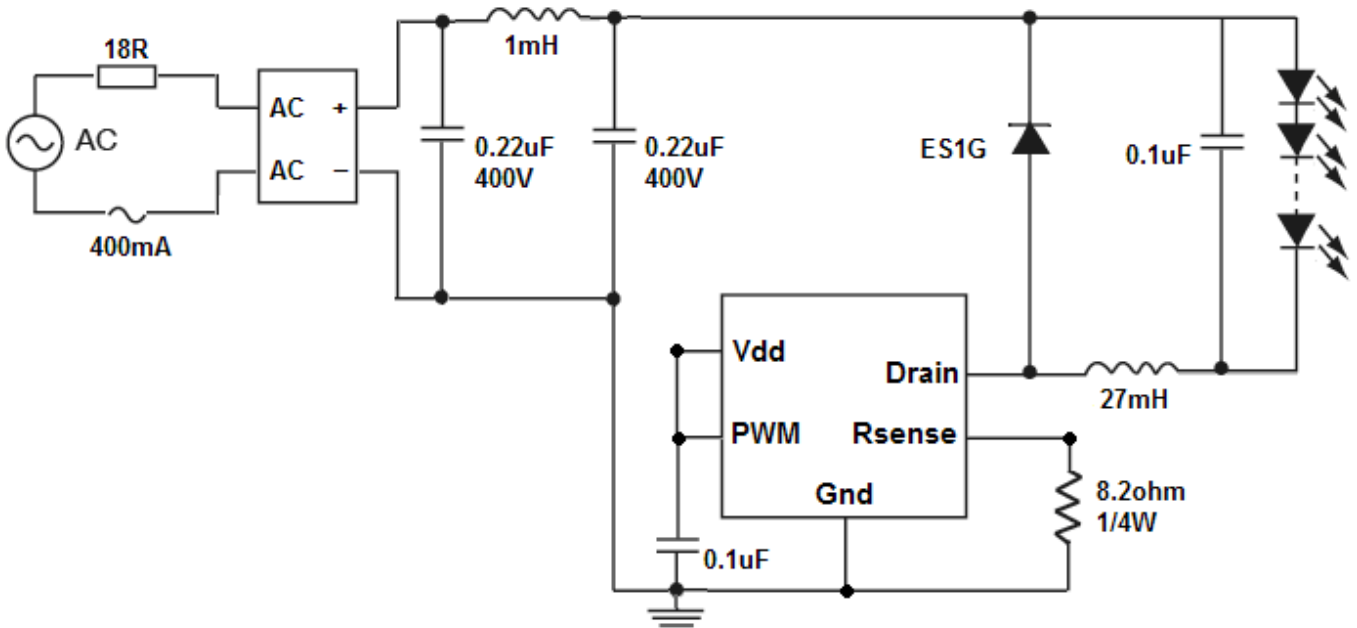 18R
AC
400mA
AC +
AC −
1mH
0.22uF
400V
0.22uF
400V
ES1G
0.1uF
27mH
Vdd
PWM
Drain
Rsense
Gnd
8.2ohm
1/4W
0.1uF